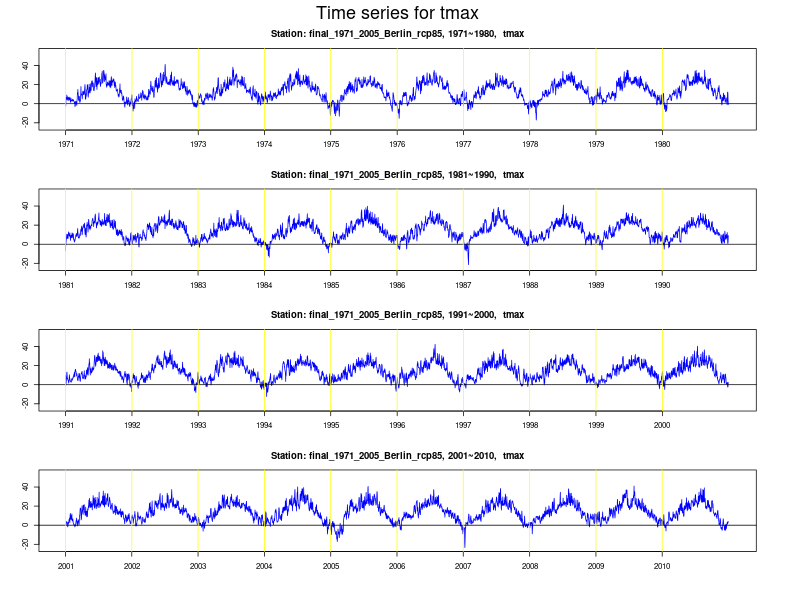 Time series for tmax
Station: final_1971_2005_Berlin_rcp85, 1971~1980, tmax
40
20
0
-20
1971 1972 1973 1974 1975 1976 1977 1978 1979 1980
Station: final_1971_2005_Berlin_rcp85, 1981~1990, tmax
40
20
0
-20
1981 1982 1983 1984 1985 1986 1987 1988 1989 1990
Station: final_1971_2005_Berlin_rcp85, 1991~2000, tmax
40
20
0
-20
1991 1992 1993 1994 1995 1996 1997 1998 1999 2000
Station: final_1971_2005_Berlin_rcp85, 2001~2010, tmax
40
20
0
-20
2001 2002 2003 2004 2005 2006 2007 2008 2009 2010